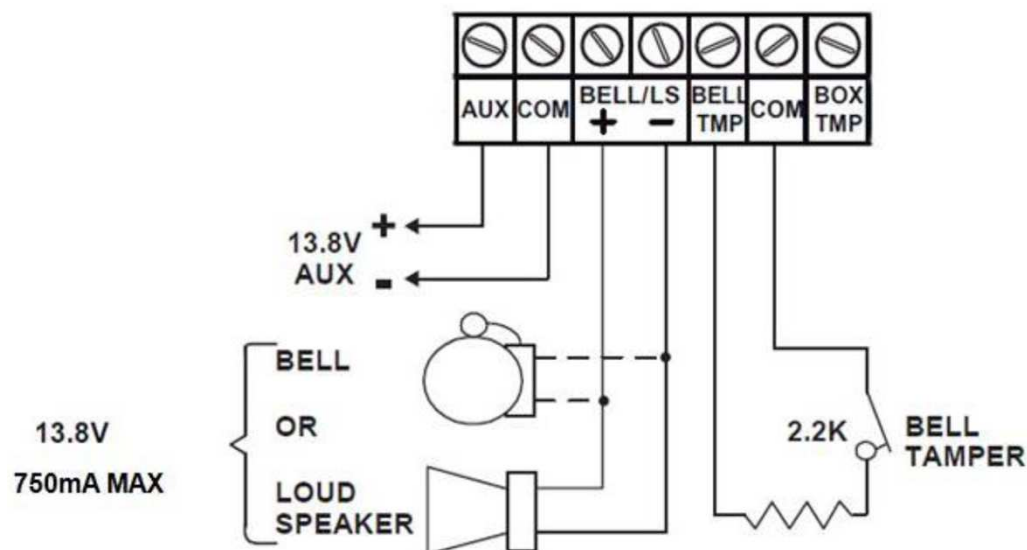 AUX COM BELL/LS BELL COM BOX
+ − TMP TMP
13.8V +
AUX -
BELL
OR
13.8V
750mA MAX
LOUD
SPEAKER
2.2K BELL
TAMPER